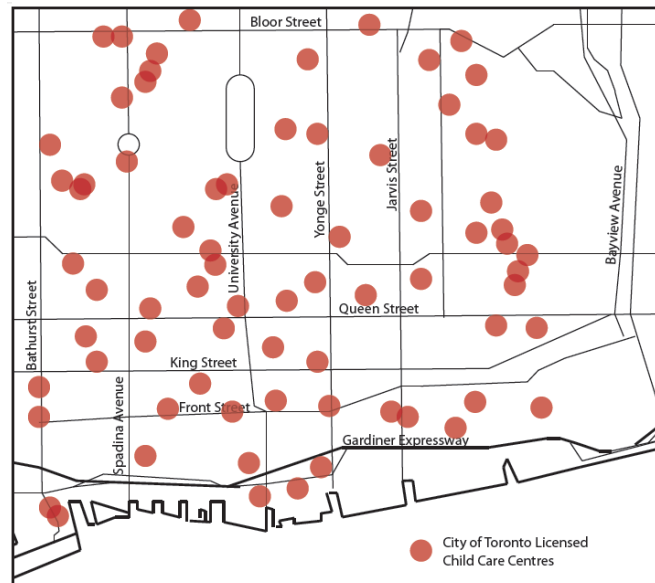 Bloor Street
Yonge Street
Jarvis Street
Bayview Avenue
University Avenue
Bathurst Street
Queen Street
King Street
Spadina Avenue
Front Street
Gardiner Expressway
City of Toronto Licensed
Child Care Centres